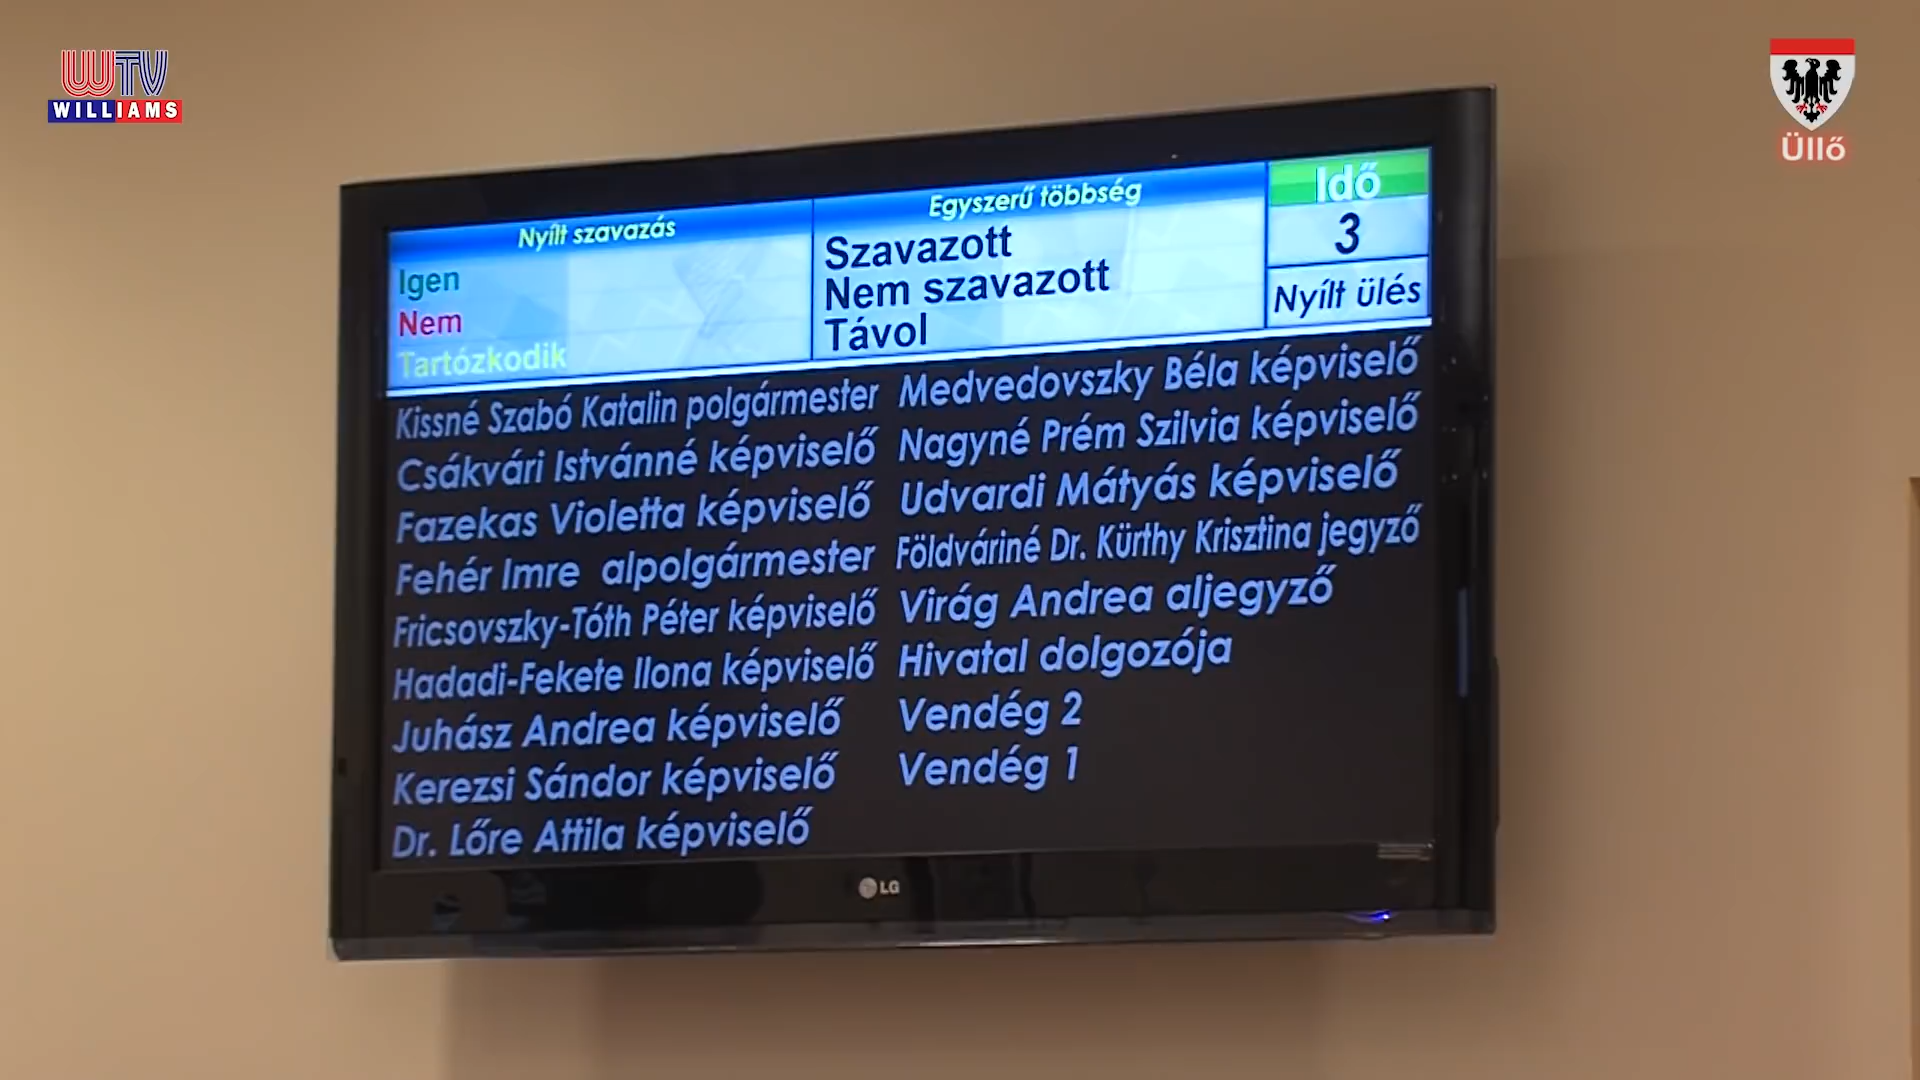 WTV
WILLIAMS
Üllő
Nyílt szavazás
Igen
Nem
Tartózkodik
Egyszerű többség
Szavazott
Nem szavazott
Távol
Idő
3
Nyílt ülés
Kissné Szabó Katalin polgármester
Csákvári Istvánné képviselő
Fazekas Violetta képviselő
Fehér Imre alpolgármester
Fricsovszky-Tóth Péter képviselő
Hadadi-Fekete Ilona képviselő
Juhász Andrea képviselő
Kerezsi Sándor képviselő
Dr. Lőre Attila képviselő
Medvedovszky Béla képviselő
Nagyné Prém Szilvia képviselő
Udvardi Mátyás képviselő
Földváriné Dr. Kürthy Krisztina jegyző
Virág Andrea aljegyző
Hivatal dolgozója
Vendég 2
Vendég 1
LG